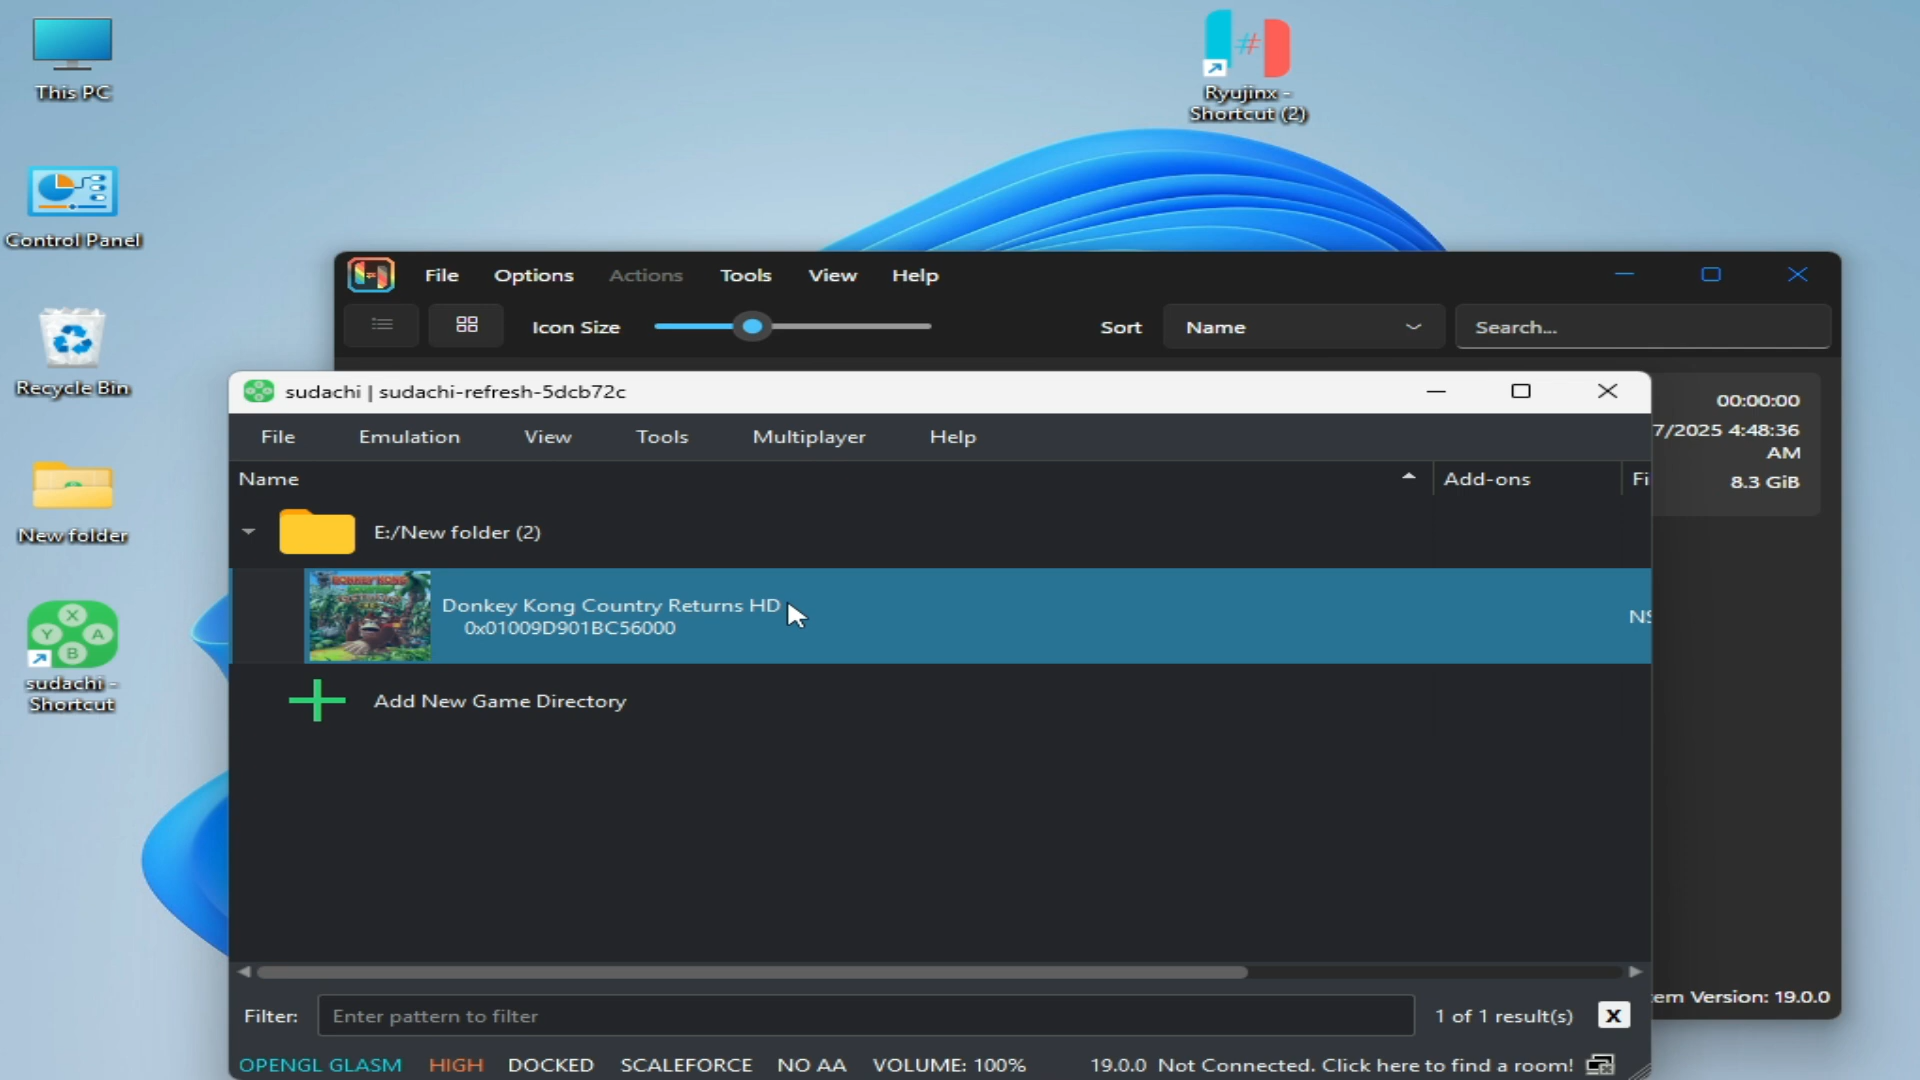 This PC
Control Panel
Recycle Bin
New folder
sudachi -
Shortcut
Ryujinx -
Shortcut (2)
File Options Actions Tools View Help
Icon Size Sort Name Search...
00:00:00
7/2025 4:48:36
AM
8.3 GiB
em Version: 19.0.0
sudachi | sudachi-refresh-5dcb72c
File Emulation View Tools Multiplayer Help
Name Add-ons Fi
E:/New folder (2)
Donkey Kong Country Returns HD
0x01009D901BC56000
NS
Add New Game Directory
Filter: Enter pattern to filter 1 of 1 result(s) X
OPENGL GLASM HIGH DOCKED SCALEFORCE NO AA VOLUME: 100% 19.0.0 Not Connected. Click here to find a room!
X
Y A
B
DONKEY KONG